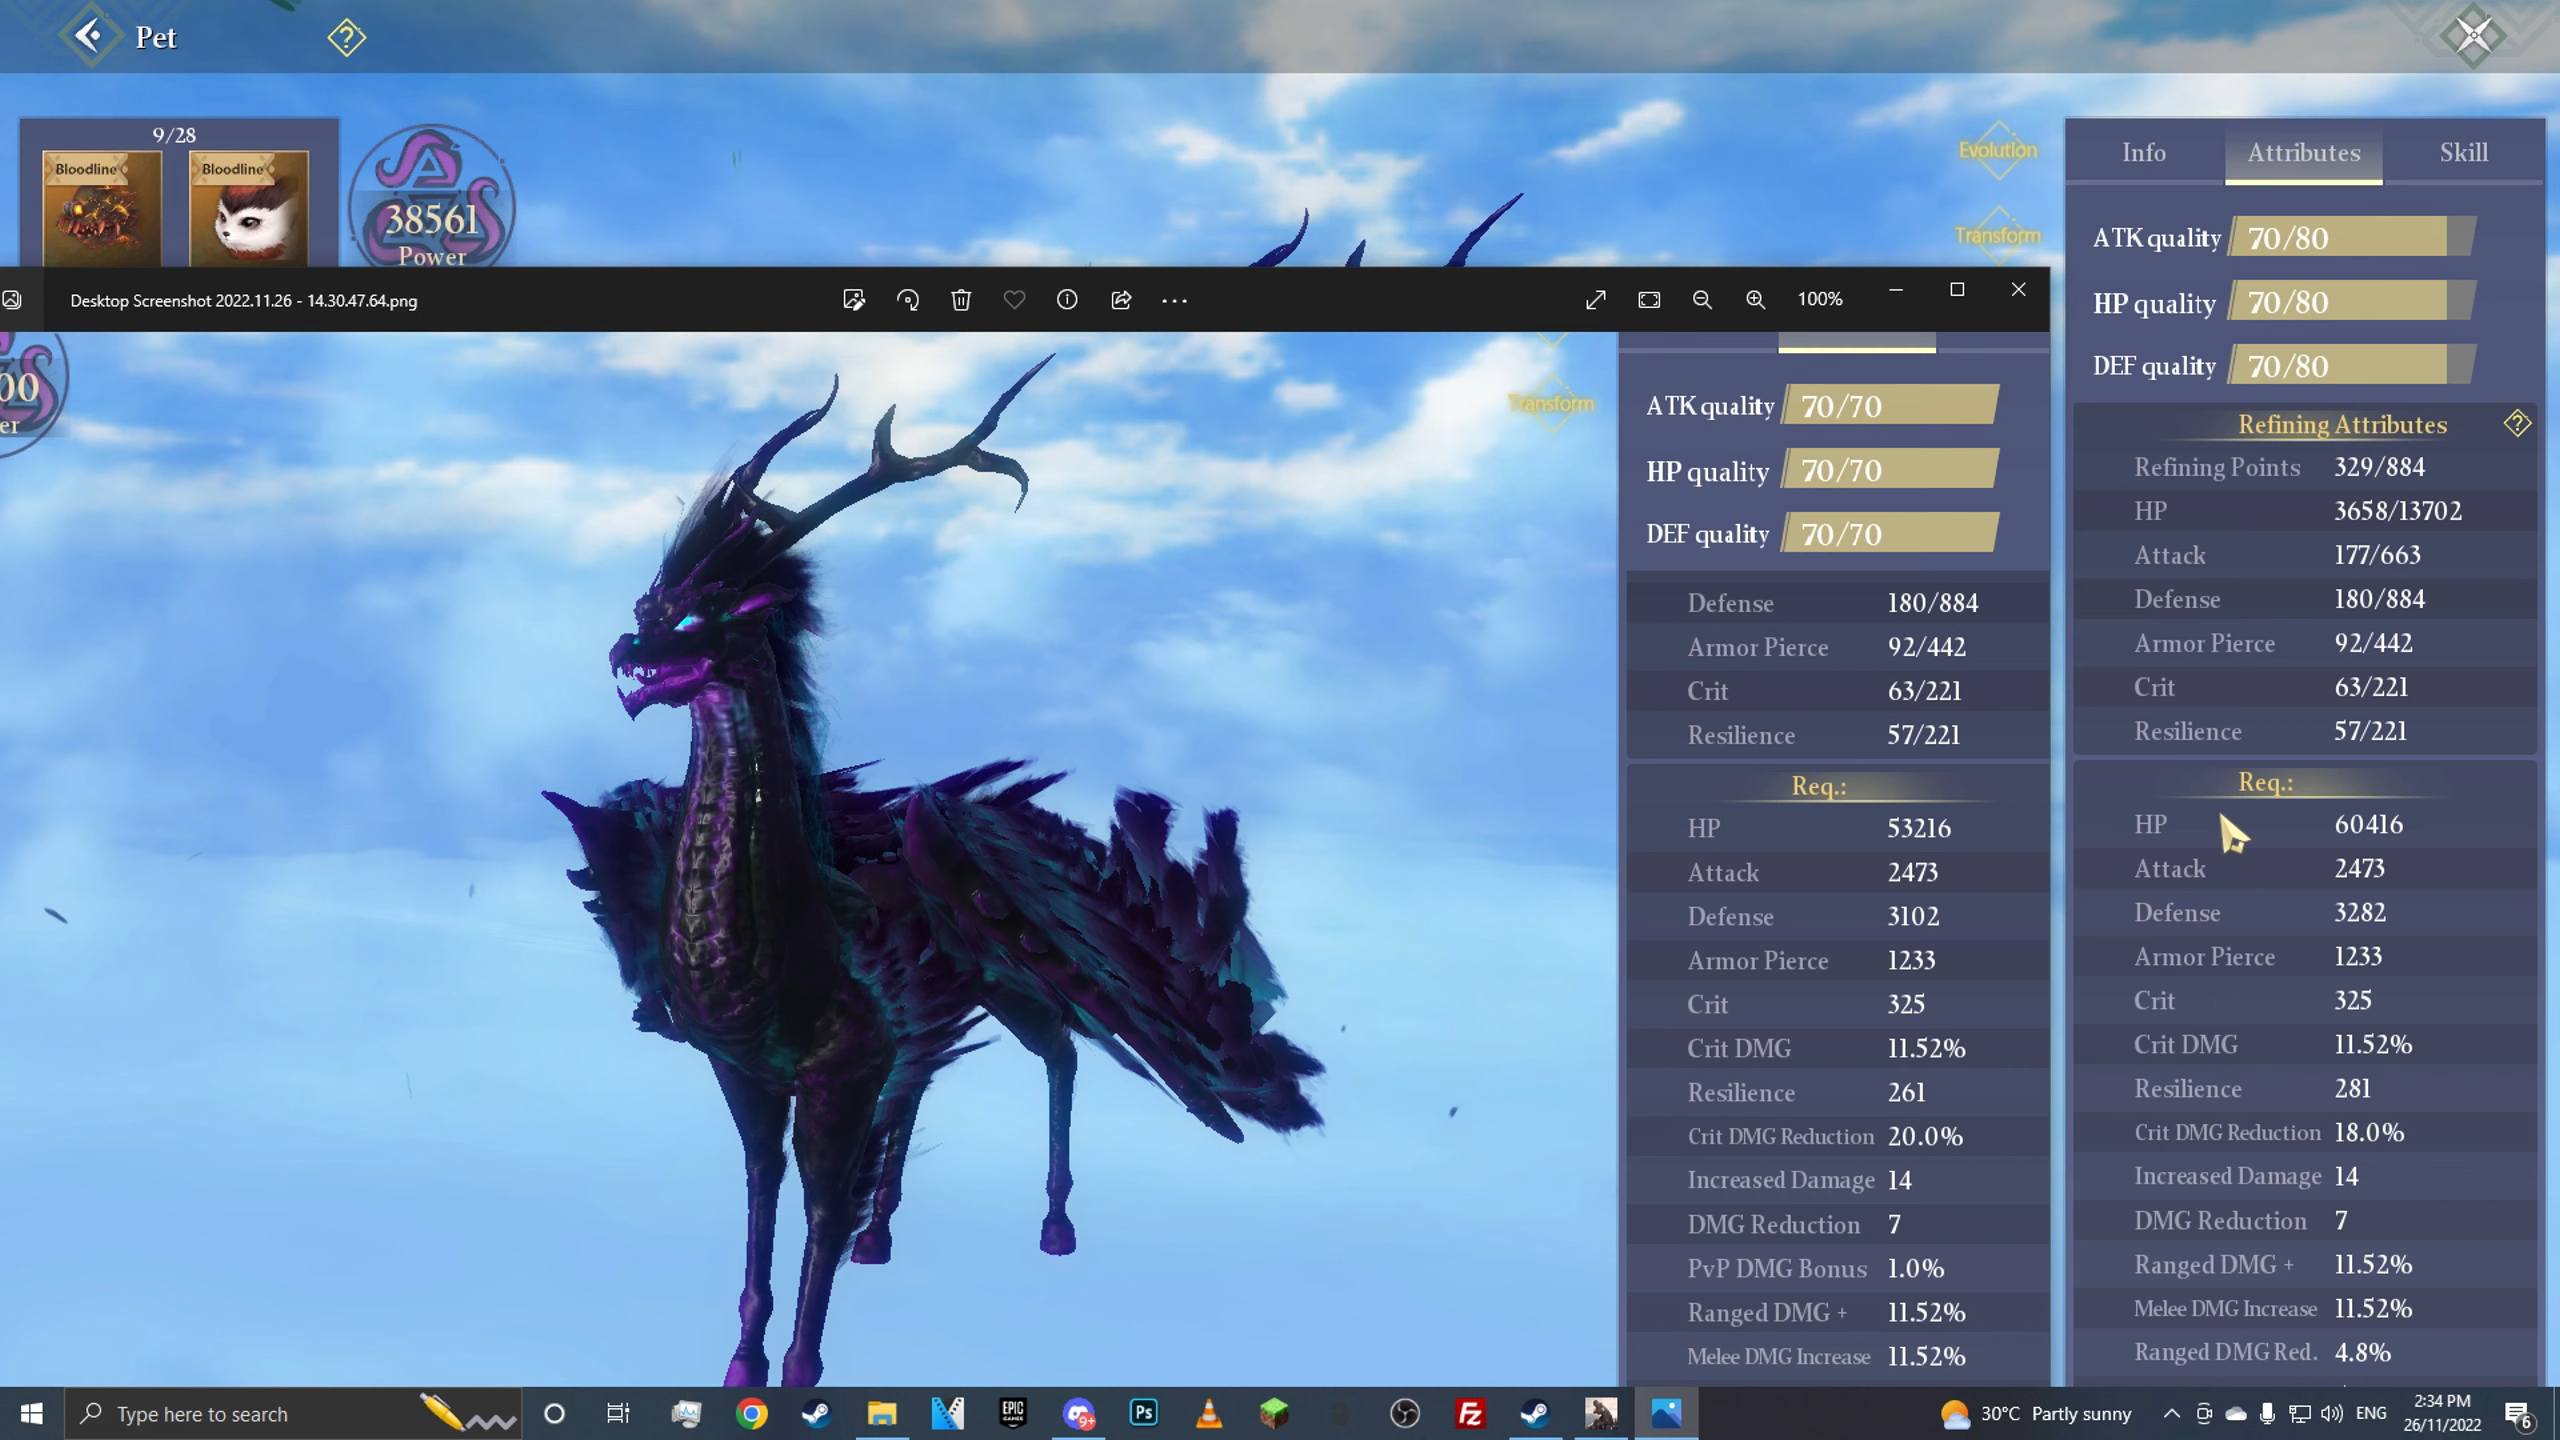 Pet
9/28
Bloodline
Bloodline
38561
Power
Evolution
Transform
Info
Attributes
Skill
ATK quality 70/80
HP quality 70/80
DEF quality 70/80
Refining Attributes
Refining Points 329/884
HP 3658/13702
Attack 177/663
Defense 180/884
Armor Pierce 92/442
Crit 63/221
Resilience 57/221
Req.:
HP 60416
Attack 2473
Defense 3282
Armor Pierce 1233
Crit 325
Crit DMG 11.52%
Resilience 281
Crit DMG Reduction 18.0%
Increased Damage 14
DMG Reduction 7
Ranged DMG + 11.52%
Melee DMG Increase 11.52%
Ranged DMG Red. 4.8%
Desktop Screenshot 2022.11.26 - 14.30.47.64.png
100%
00
er
Transform
ATK quality 70/70
HP quality 70/70
DEF quality 70/70
Defense 180/884
Armor Pierce 92/442
Crit 63/221
Resilience 57/221
Req.:
HP 53216
Attack 2473
Defense 3102
Armor Pierce 1233
Crit 325
Crit DMG 11.52%
Resilience 261
Crit DMG Reduction 20.0%
Increased Damage 14
DMG Reduction 7
PvP DMG Bonus 1.0%
Ranged DMG + 11.52%
Melee DMG Increase 11.52%
Type here to search
EPIC
GAMES
9+
Ps
FZ
30°C Partly sunny
ENG
2:34 PM
26/11/2022
6